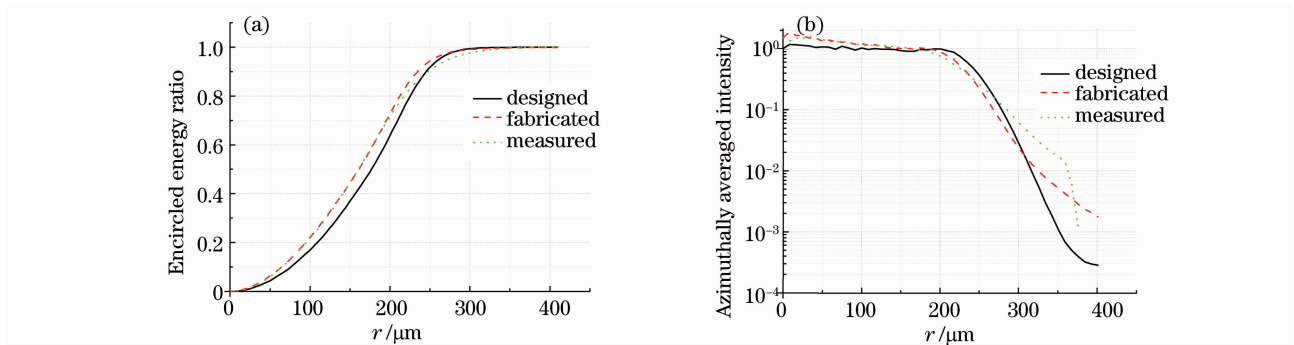 (a)
Encircled energy ratio
1.0
0.8
0.6
0.4
0.2
0
designed
fabricated
measured
0 100 200 300 400
r /μm
(b)
Azimuthally averaged intensity
10⁰
10⁻¹
10⁻²
10⁻³
10⁻⁴
designed
fabricated
measured
0 100 200 300 400
r /μm